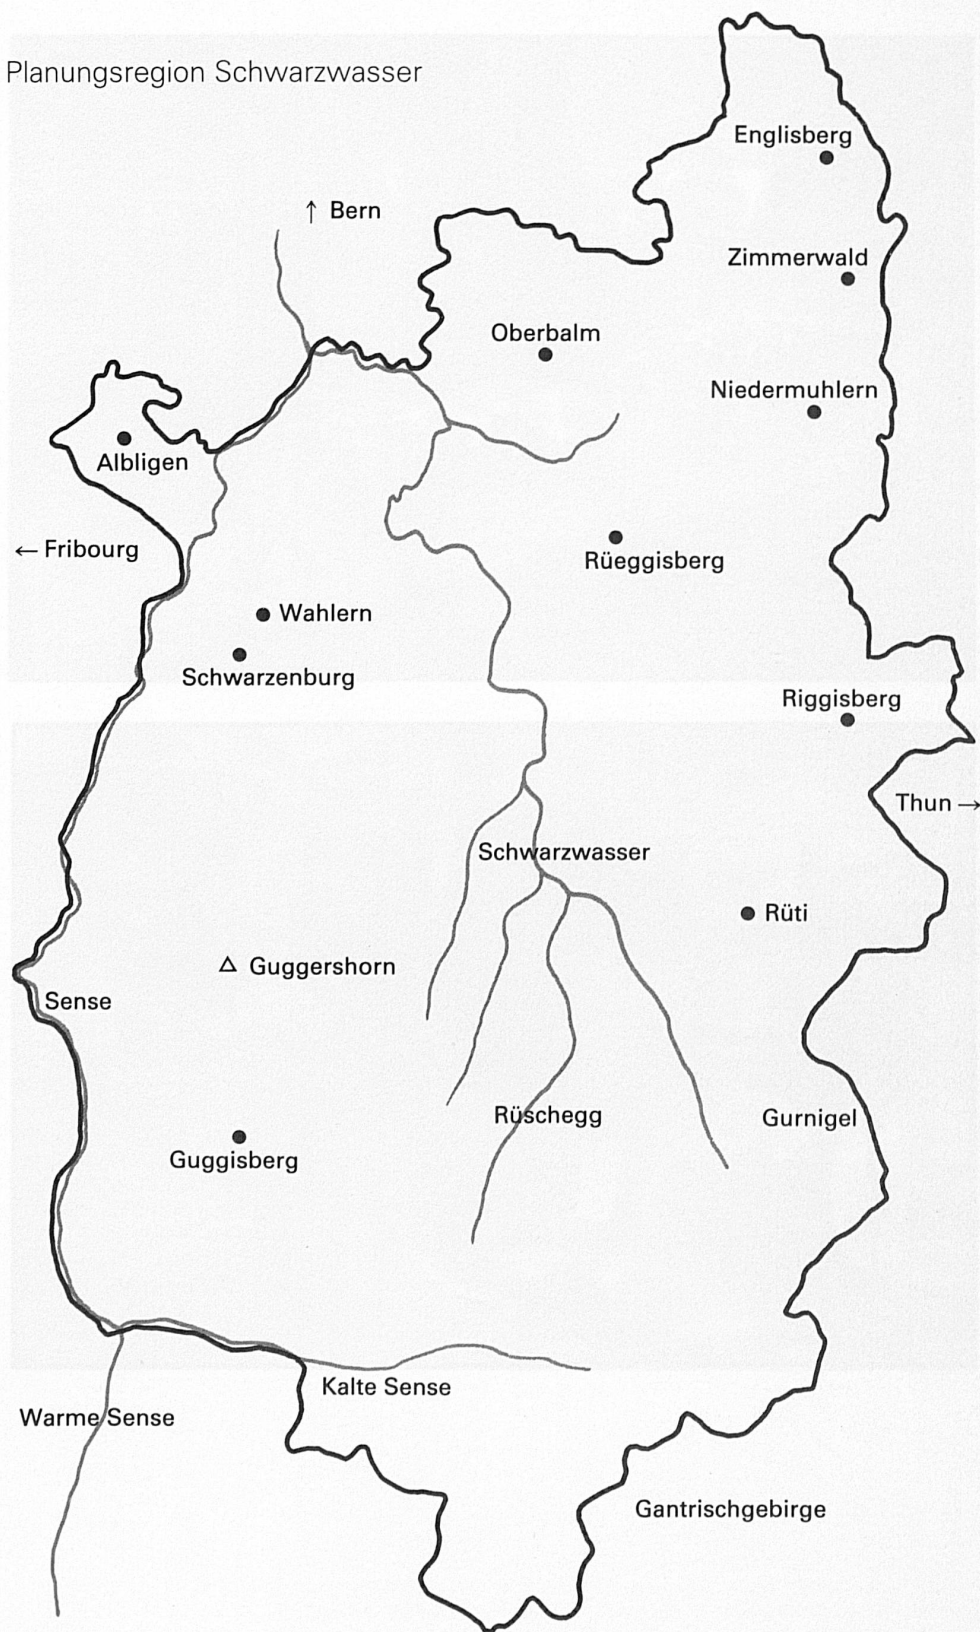 Planungsregion Schwarzwasser
Englisberg
↑ Bern
Zimmerwald
Oberbalm
Niedermuhlern
Albligen
← Fribourg
Rüeggisberg
Wahlern
Schwarzenburg
Riggisberg
Thun →
Schwarzwasser
Rüti
Guggershorn
Sense
Rüschegg
Gurnigel
Guggisberg
Kalte Sense
Warme Sense
Gantrischgebirge